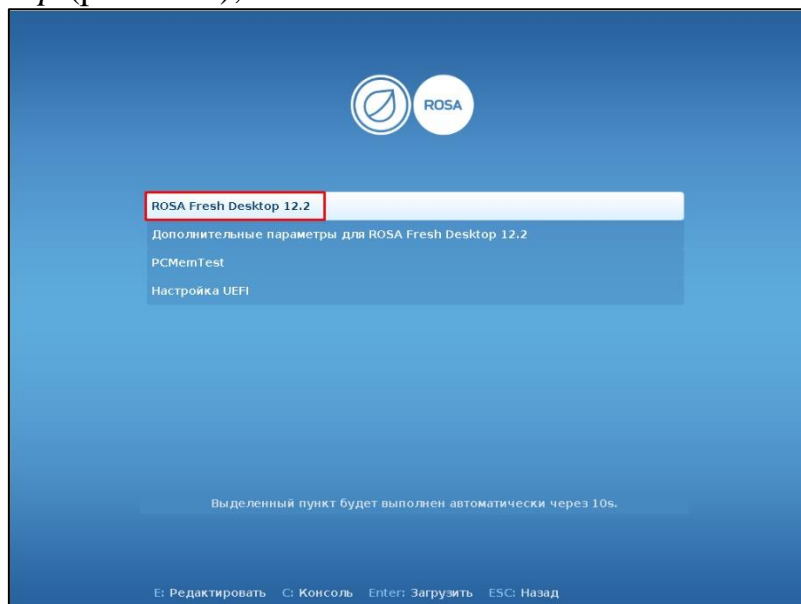 ROSA
ROSA Fresh Desktop 12.2
Дополнительные параметры для ROSA Fresh Desktop 12.2
PCMemTest
Настройка UEFI
Выделенный пункт будет выполнен автоматически через 10s.
E: Редактировать C: Консоль Enter: Загрузить ESC: Назад